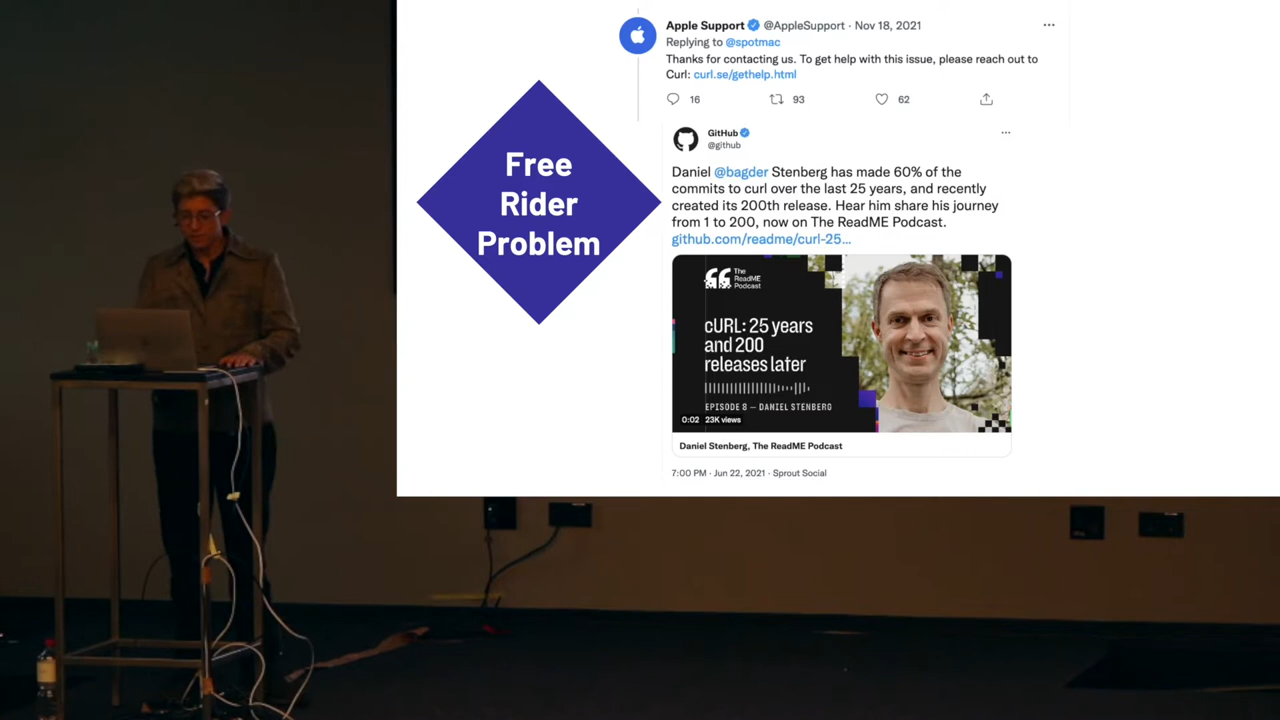 Apple Support @AppleSupport · Nov 18, 2021
Replying to @spotmac
Thanks for contacting us. To get help with this issue, please reach out to
Curl: curl.se/gethelp.html
16 93 62
Free
Rider
Problem
GitHub
@github
Daniel @bagder Stenberg has made 60% of the
commits to curl over the last 25 years, and recently
created its 200th release. Hear him share his journey
from 1 to 200, now on The ReadME Podcast.
github.com/readme/curl-25...
The
ReadME
Podcast
cURL: 25 years
and 200
releases later
EPISODE 8 — DANIEL STENBERG
0:02 23K views
Daniel Stenberg, The ReadME Podcast
7:00 PM · Jun 22, 2021 · Sprout Social